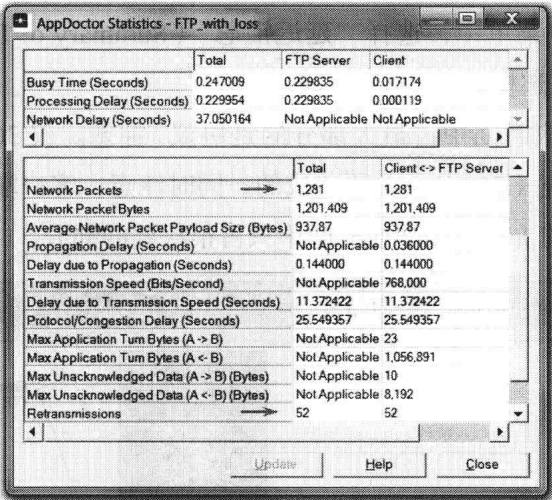 AppDoctor Statistics - FTP_with_loss
Total FTP Server Client
Busy Time (Seconds) 0.247009 0.229835 0.017174
Processing Delay (Seconds) 0.229954 0.229835 0.000119
Network Delay (Seconds) 37.050164 Not Applicable Not Applicable
Total Client <-> FTP Server
Network Packets 1,281 1,281
Network Packet Bytes 1,201,409 1,201,409
Average Network Packet Payload Size (Bytes) 937.87 937.87
Propagation Delay (Seconds) Not Applicable 0.036000
Delay due to Propagation (Seconds) 0.144000 0.144000
Transmission Speed (Bits/Second) Not Applicable 768,000
Delay due to Transmission Speed (Seconds) 11.372422 11.372422
Protocol/Congestion Delay (Seconds) 25.549357 25.549357
Max Application Turn Bytes (A -> B) Not Applicable 23
Max Application Turn Bytes (A <- B) Not Applicable 1,056,891
Max Unacknowledged Data (A -> B) (Bytes) Not Applicable 10
Max Unacknowledged Data (A <- B) (Bytes) Not Applicable 8,192
Retransmissions 52 52
Update Help Close